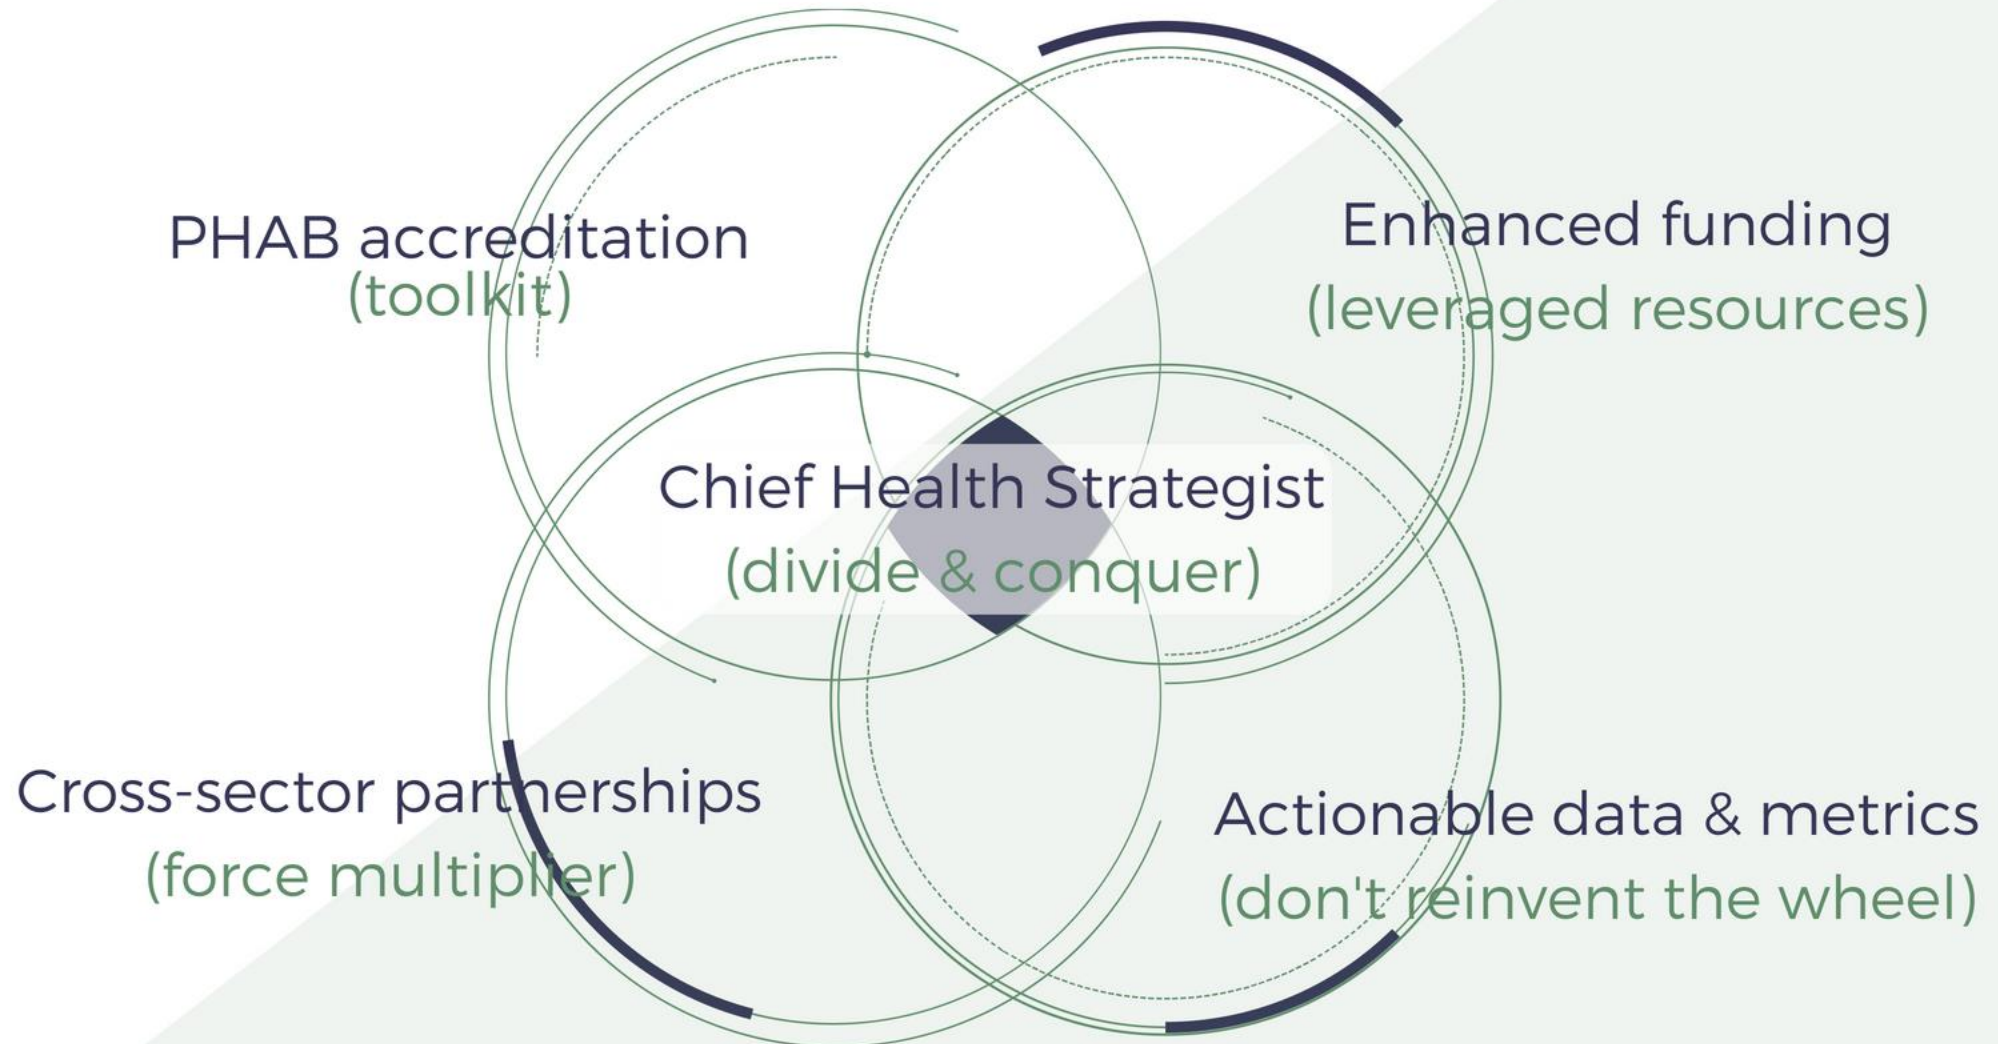 PHAB accreditation
(toolkit)
Enhanced funding
(leveraged resources)
Chief Health Strategist
(divide & conquer)
Cross-sector partnerships
(force multiplier)
Actionable data & metrics
(don't reinvent the wheel)